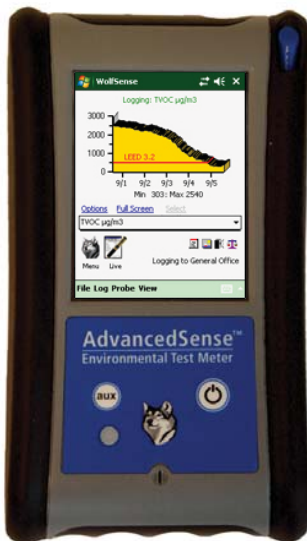 WolfSense
Logging: TVOC µg/m3
3000
2000
1000
0
LEED 3.2
9/1 9/2 9/3 9/4 9/5
Min 303: Max 2540
Options Full Screen Select
TVOC µg/m3
Menu Live
Logging to General Office
File Log Probe View
AdvancedSense™
Environmental Test Meter
aux